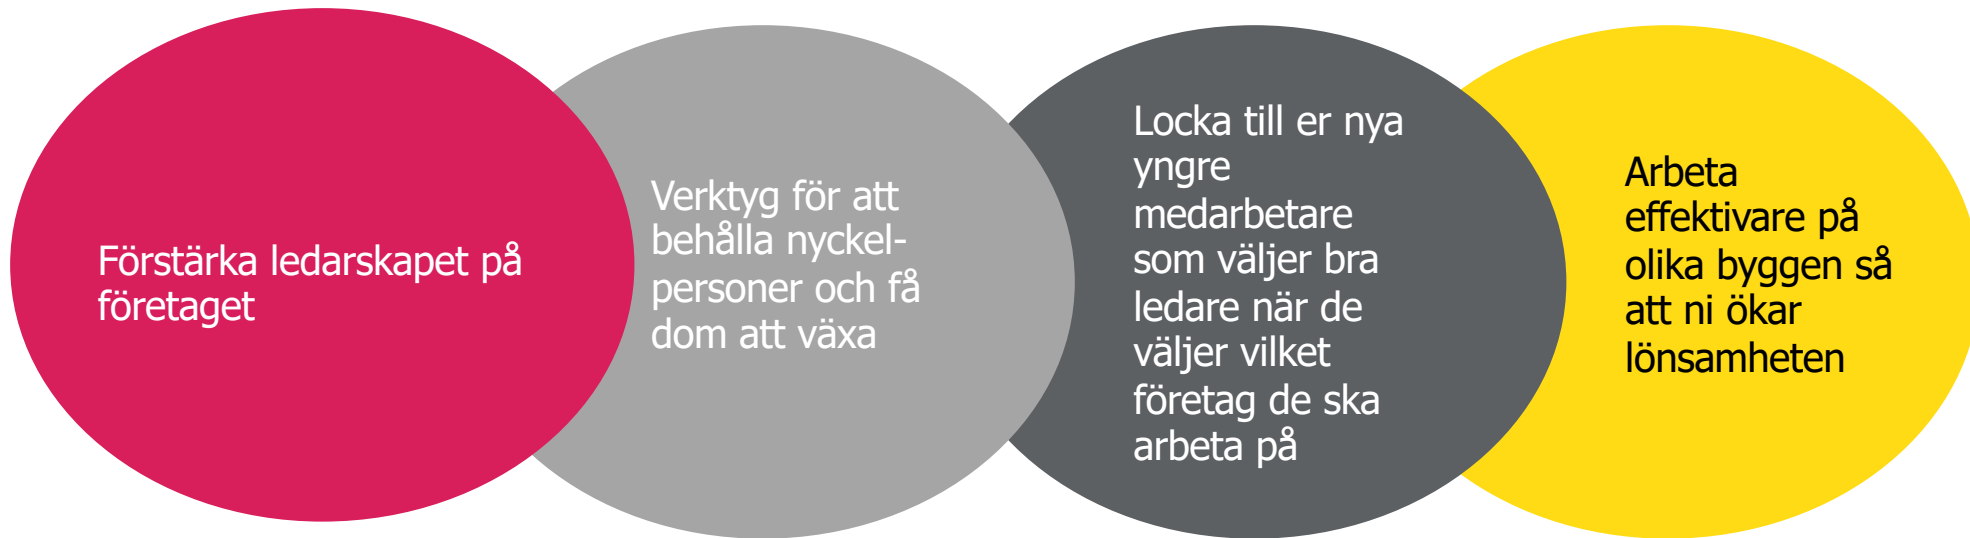 Förstärka ledarskapet på
företaget
Verktyg för att
behålla nyckel-
personer och få
dom att växa
Locka till er nya
yngre
medarbetare
som väljer bra
ledare när de
väljer vilket
företag de ska
arbeta på
Arbeta
effektivare på
olika byggen så
att ni ökar
lönsamheten